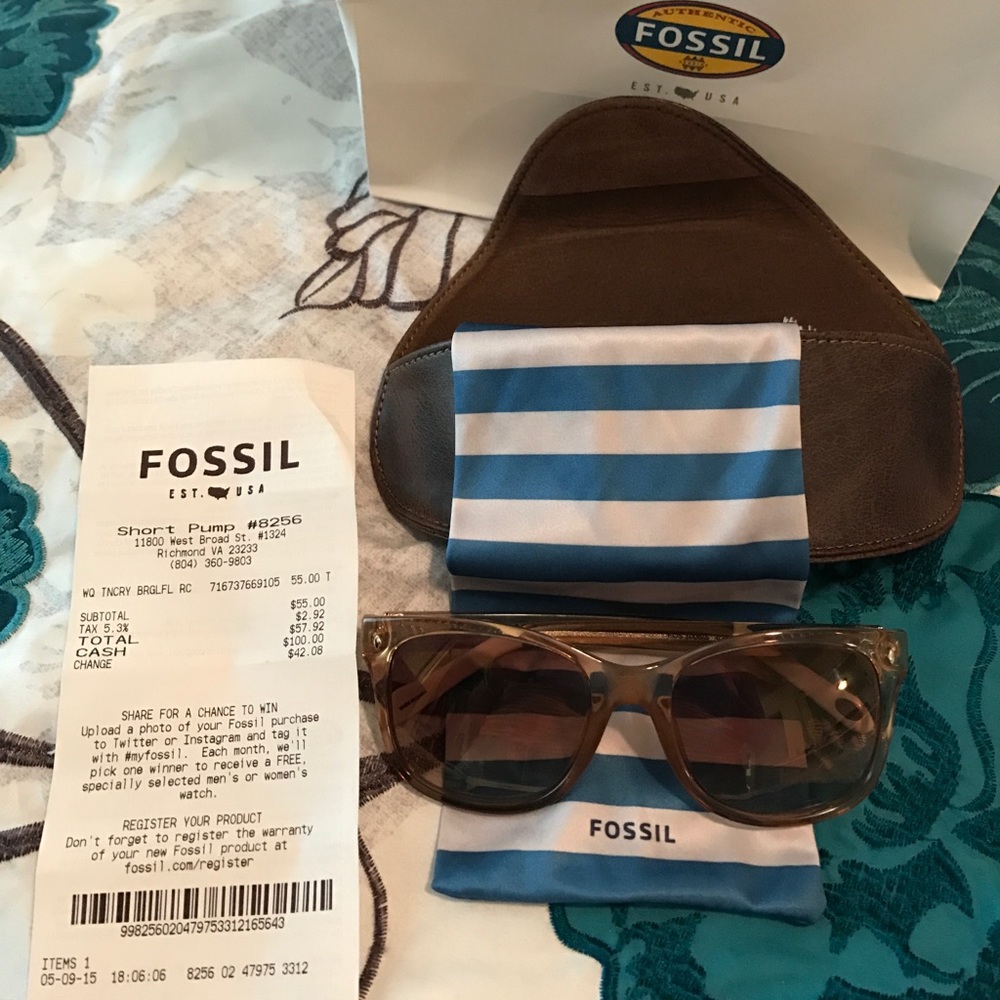 AUTHENTIC
FOSSIL
EST. USA
FOSSIL
EST. USA
Short Pump #8256
11800 West Broad St. #1324
Richmond VA 23233
(804) 360-9803
WQ TNCRY BRGLFL RC 716737669105 55.00 T
SUBTOTAL $55.00
TAX 5.3% $2.92
TOTAL $57.92
CASH $100.00
CHANGE $42.08
SHARE FOR A CHANCE TO WIN
Upload a photo of your Fossil purchase
to Twitter or Instagram and tag it
with #myfossil. Each month, we'll
pick one winner to receive a FREE,
specially selected men's or women's
watch.
REGISTER YOUR PRODUCT
Don't forget to register the warranty
of your new Fossil product at
fossil.com/register
998256020479753312165643
ITEMS 1
05-09-15 18:06:06 8256 02 47975 3312
FOSSIL